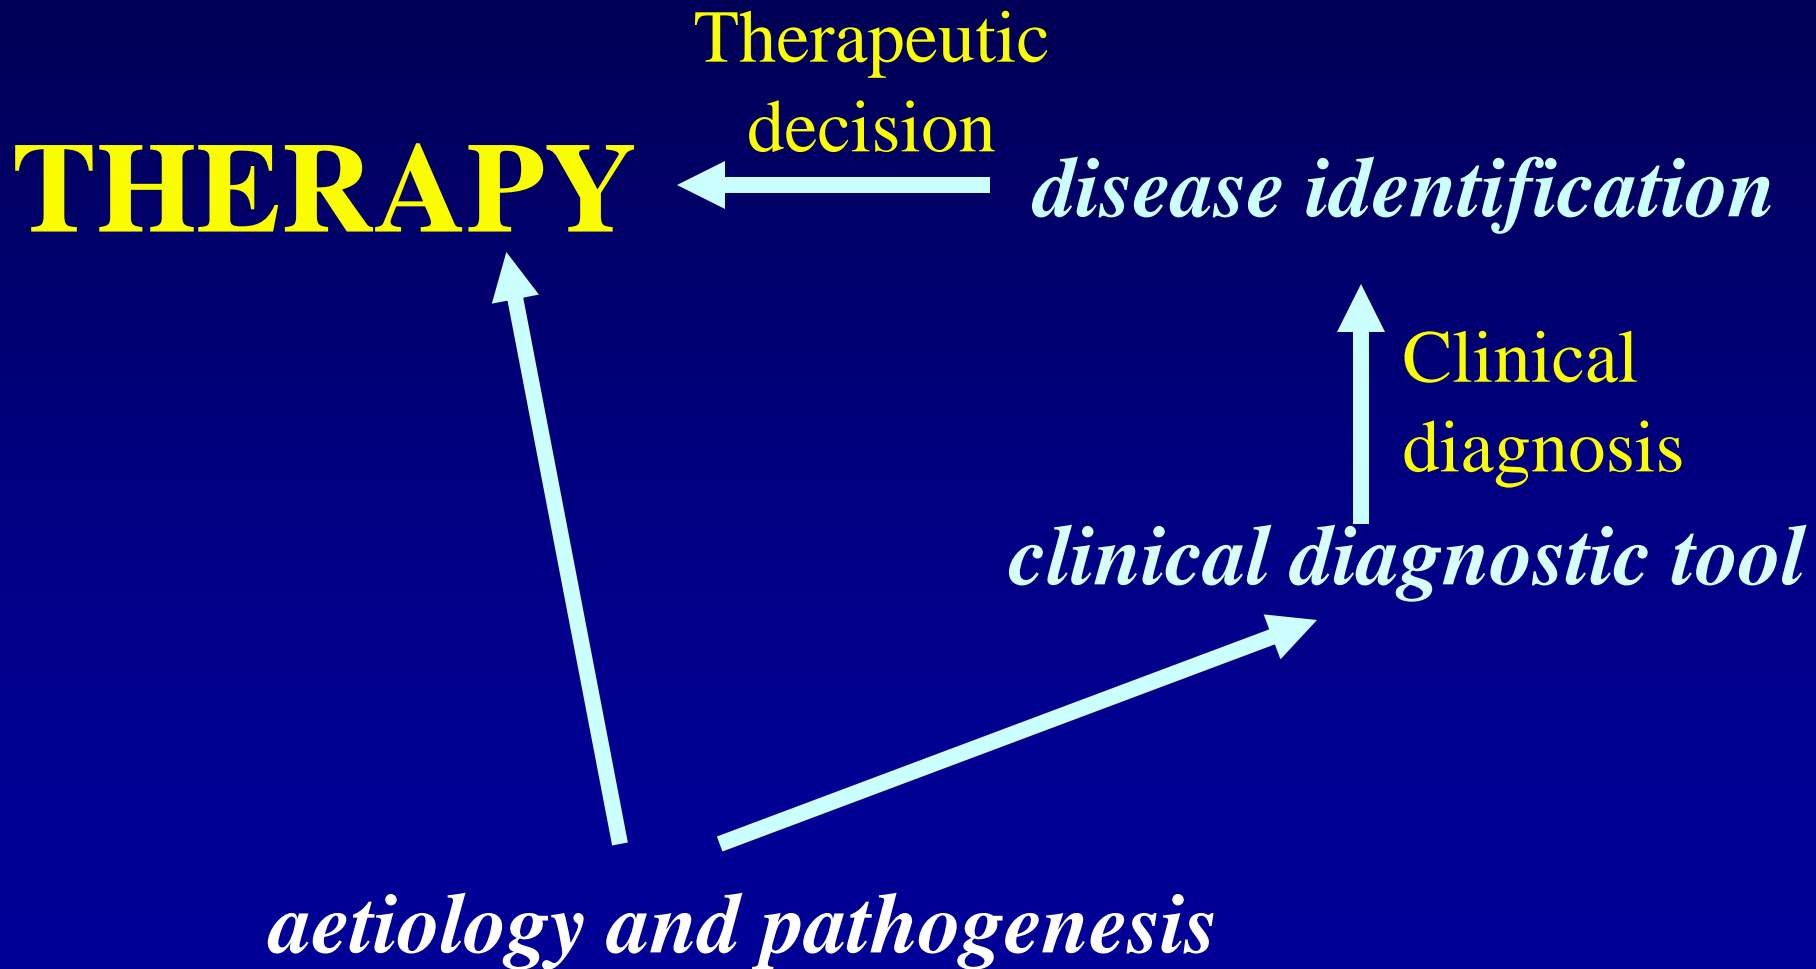 Therapeutic
decision
THERAPY
disease identification
Clinical
diagnosis
clinical diagnostic tool
aetiology and pathogenesis